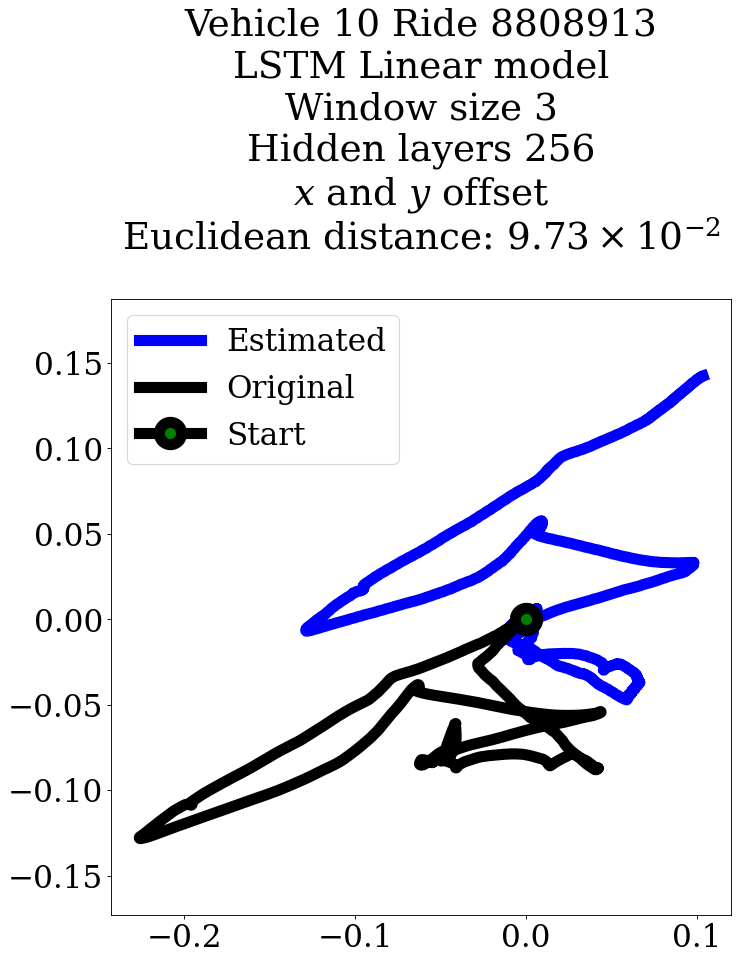 Vehicle 10 Ride 8808913
LSTM Linear model
Window size 3
Hidden layers 256
x and y offset
Euclidean distance: 9.73 × 10⁻²
Estimated
Original
Start
0.15
0.10
0.05
0.00
−0.05
−0.10
−0.15
−0.2 −0.1 0.0 0.1